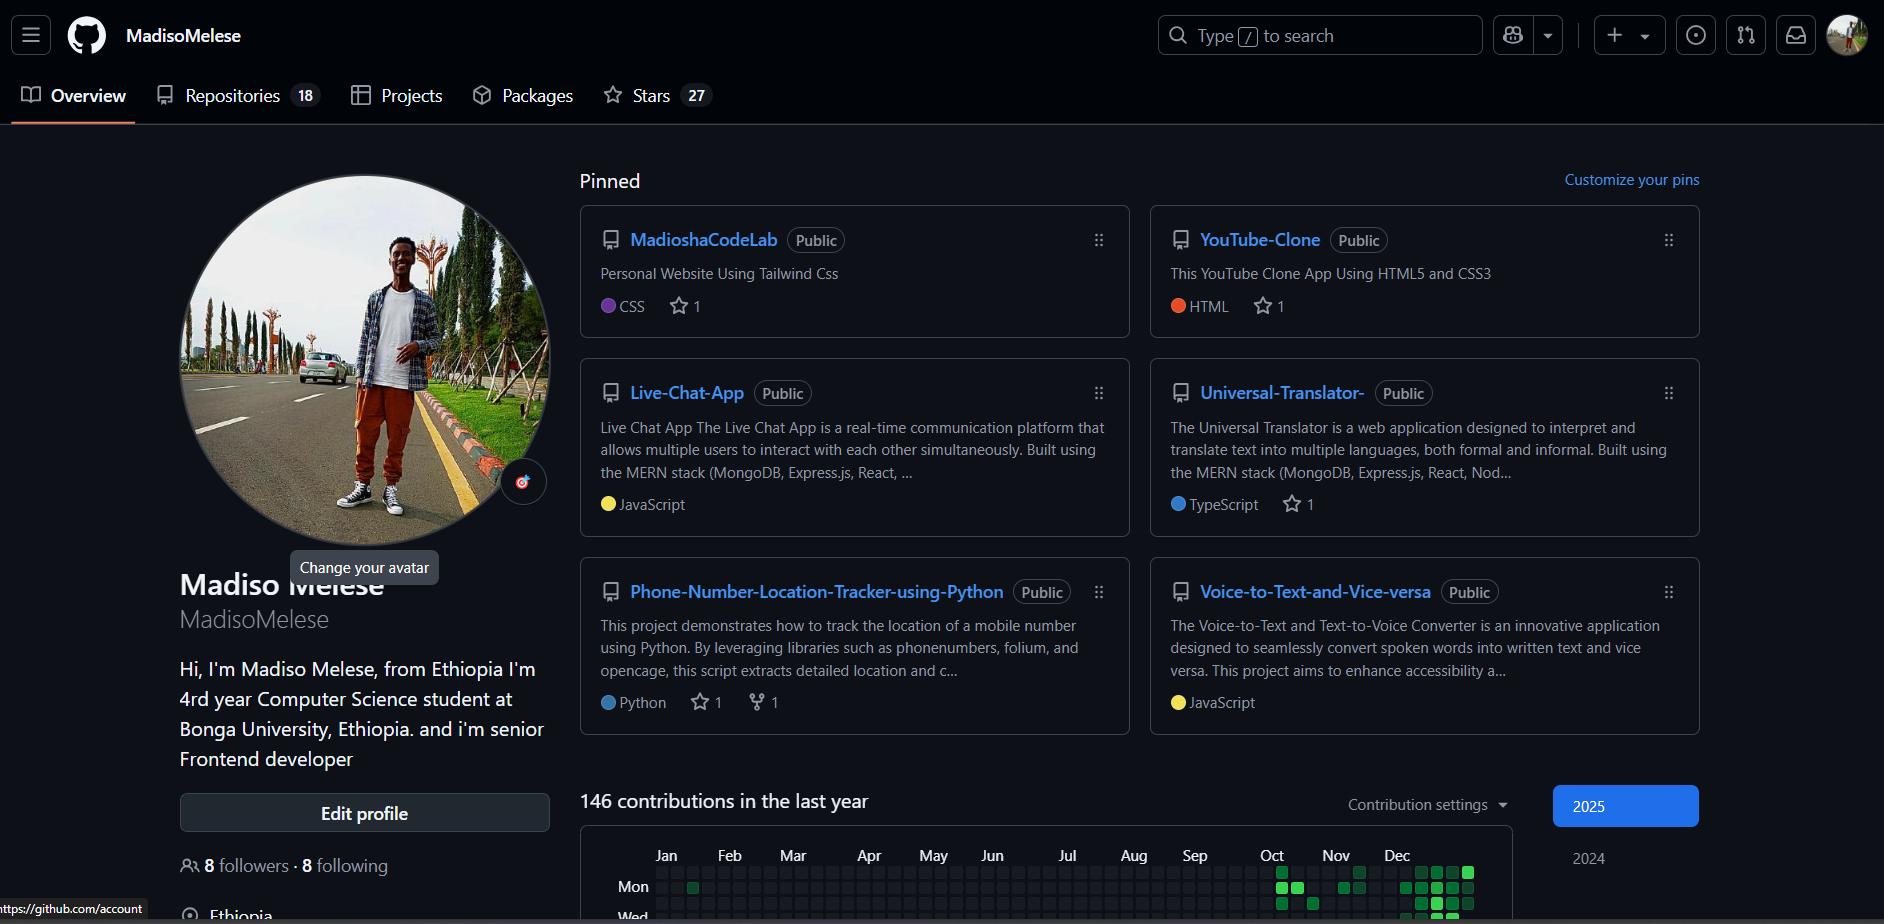 MadisoMelese
Type / to search
Overview
Repositories 18
Projects
Packages
Stars 27
Pinned
Customize your pins
MadioshaCodeLab Public
Personal Website Using Tailwind Css
CSS 1
YouTube-Clone Public
This YouTube Clone App Using HTML5 and CSS3
HTML 1
Live-Chat-App Public
Live Chat App The Live Chat App is a real-time communication platform that
allows multiple users to interact with each other simultaneously. Built using
the MERN stack (MongoDB, Express.js, React, ...
JavaScript
Universal-Translator- Public
The Universal Translator is a web application designed to interpret and
translate text into multiple languages, both formal and informal. Built using
the MERN stack (MongoDB, Express.js, React, Nod...
TypeScript 1
Phone-Number-Location-Tracker-using-Python Public
This project demonstrates how to track the location of a mobile number
using Python. By leveraging libraries such as phonenumbers, folium, and
opencage, this script extracts detailed location and c...
Python 1 1
Voice-to-Text-and-Vice-versa Public
The Voice-to-Text and Text-to-Voice Converter is an innovative application
designed to seamlessly convert spoken words into written text and vice
versa. This project aims to enhance accessibility a...
JavaScript
Change your avatar
Madiso Melese
MadisoMelese
Hi, I'm Madiso Melese, from Ethiopia I'm
4rd year Computer Science student at
Bonga University, Ethiopia. and i'm senior
Frontend developer
Edit profile
8 followers · 8 following
Ethiopia
https://github.com/account
146 contributions in the last year
Contribution settings
2025
2024
Jan Feb Mar Apr May Jun Jul Aug Sep Oct Nov Dec
Mon
Wed